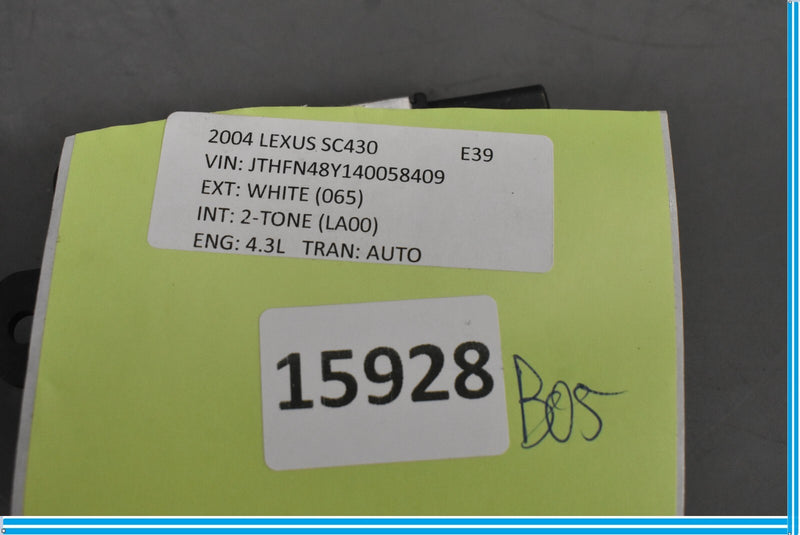 2004 LEXUS SC430 E39
VIN: JTHFN48Y140058409
EXT: WHITE (065)
INT: 2-TONE (LA00)
ENG: 4.3L TRAN: AUTO
15928
B05